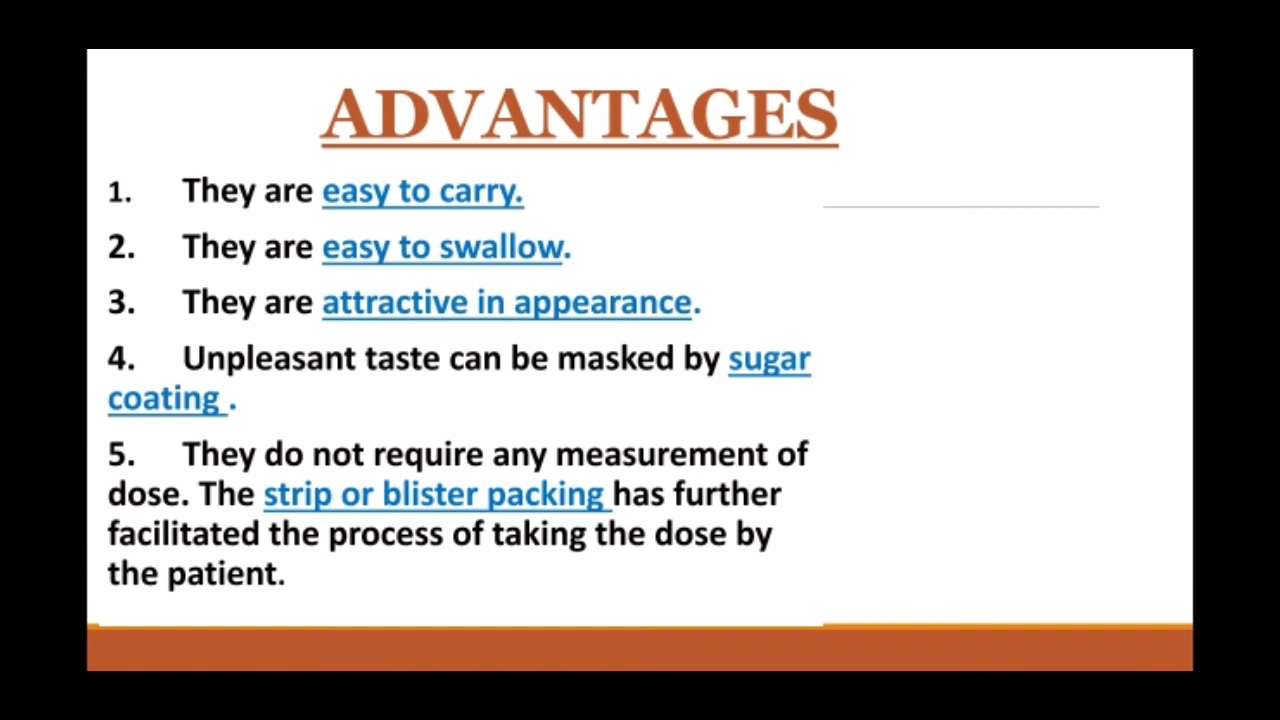 ADVANTAGES
1. They are easy to carry.
2. They are easy to swallow.
3. They are attractive in appearance.
4. Unpleasant taste can be masked by sugar
coating .
5. They do not require any measurement of
dose. The strip or blister packing has further
facilitated the process of taking the dose by
the patient.